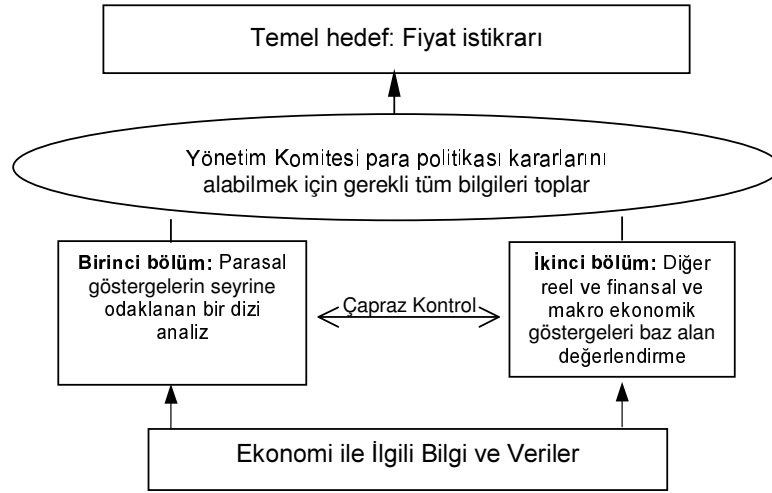 Temel hedef: Fiyat istikrarı
Yönetim Komitesi para politikası kararlarını
alabilmek için gerekli tüm bilgileri toplar
Birinci bölüm: Parasal
göstergelerin seyrine
odaklanan bir dizi
analiz
Çapraz Kontrol
İkinci bölüm: Diğer
reel ve finansal ve
makro ekonomik
göstergeleri baz alan
değerlendirme
Ekonomi ile İlgili Bilgi ve Veriler